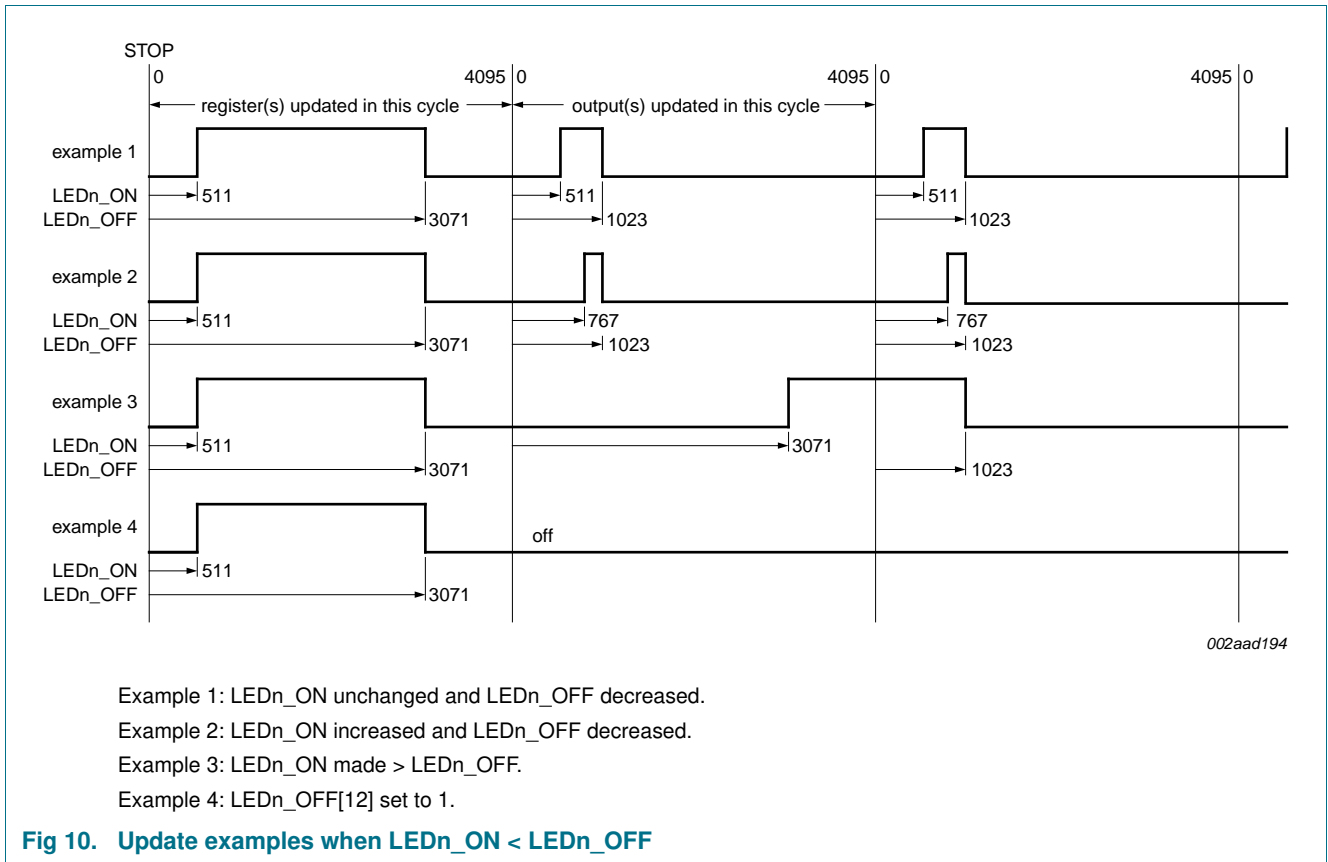 STOP
0 4095 0 4095 0 4095 0
register(s) updated in this cycle output(s) updated in this cycle
example 1
LEDn_ON 511 511 511
LEDn_OFF 3071 1023 1023
example 2
LEDn_ON 511 767 767
LEDn_OFF 3071 1023 1023
example 3
LEDn_ON 511 3071
LEDn_OFF 3071 1023
example 4 off
LEDn_ON 511
LEDn_OFF 3071
002aad194
Example 1: LEDn_ON unchanged and LEDn_OFF decreased.
Example 2: LEDn_ON increased and LEDn_OFF decreased.
Example 3: LEDn_ON made > LEDn_OFF.
Example 4: LEDn_OFF[12] set to 1.
Fig 10. Update examples when LEDn_ON < LEDn_OFF